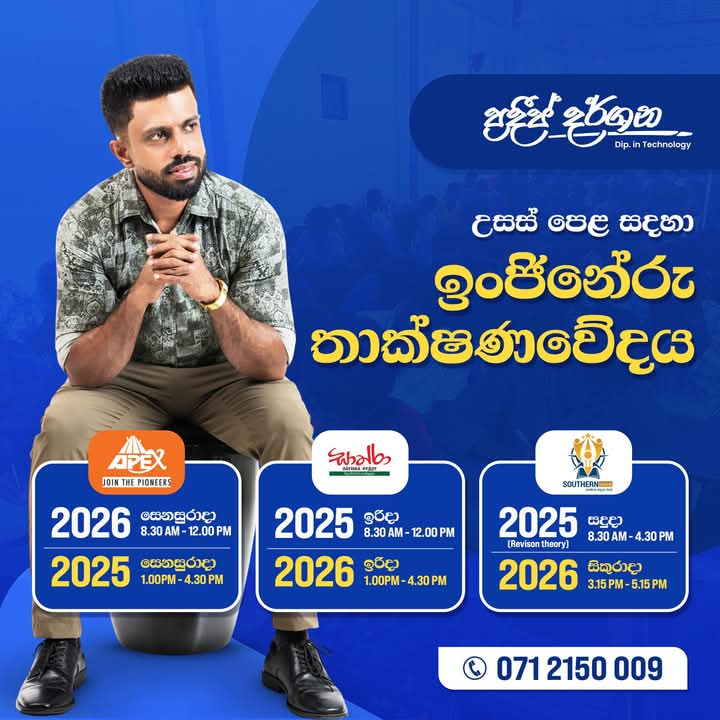 ප්‍රදීප් දර්ශන
Dip. in Technology
උසස් පෙළ සදහා
ඉංජිනේරු
තාක්ෂණවේදය
APEX
JOIN THE PIONEERS
2026 සෙනසුරාදා
8.30 AM - 12.00 PM
2025 සෙනසුරාදා
1.00PM - 4.30 PM
සාත්රා
2025 ඉරිදා
8.30 AM - 12.00 PM
2026 ඉරිදා
1.00PM - 4.30 PM
SOUTHERN
2025 සදුදා
(Revison theory) 8.30 AM - 4.30 PM
2026 සිකුරාදා
3.15 PM - 5.15 PM
071 2150 009